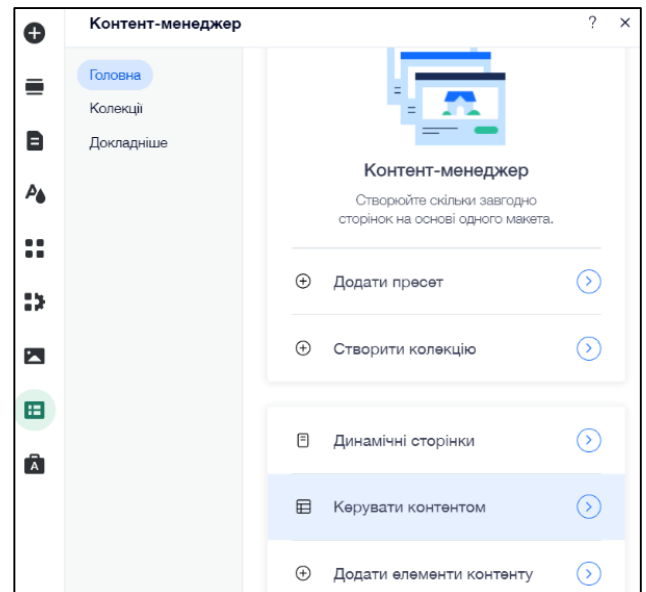 Контент-менеджер ? ×
Головна
Колекції
Докладніше
Контент-менеджер
Створюйте скільки завгодно
сторінок на основі одного макета.
Додати пресет
Створити колекцію
Динамічні сторінки
Керувати контентом
Додати елементи контенту